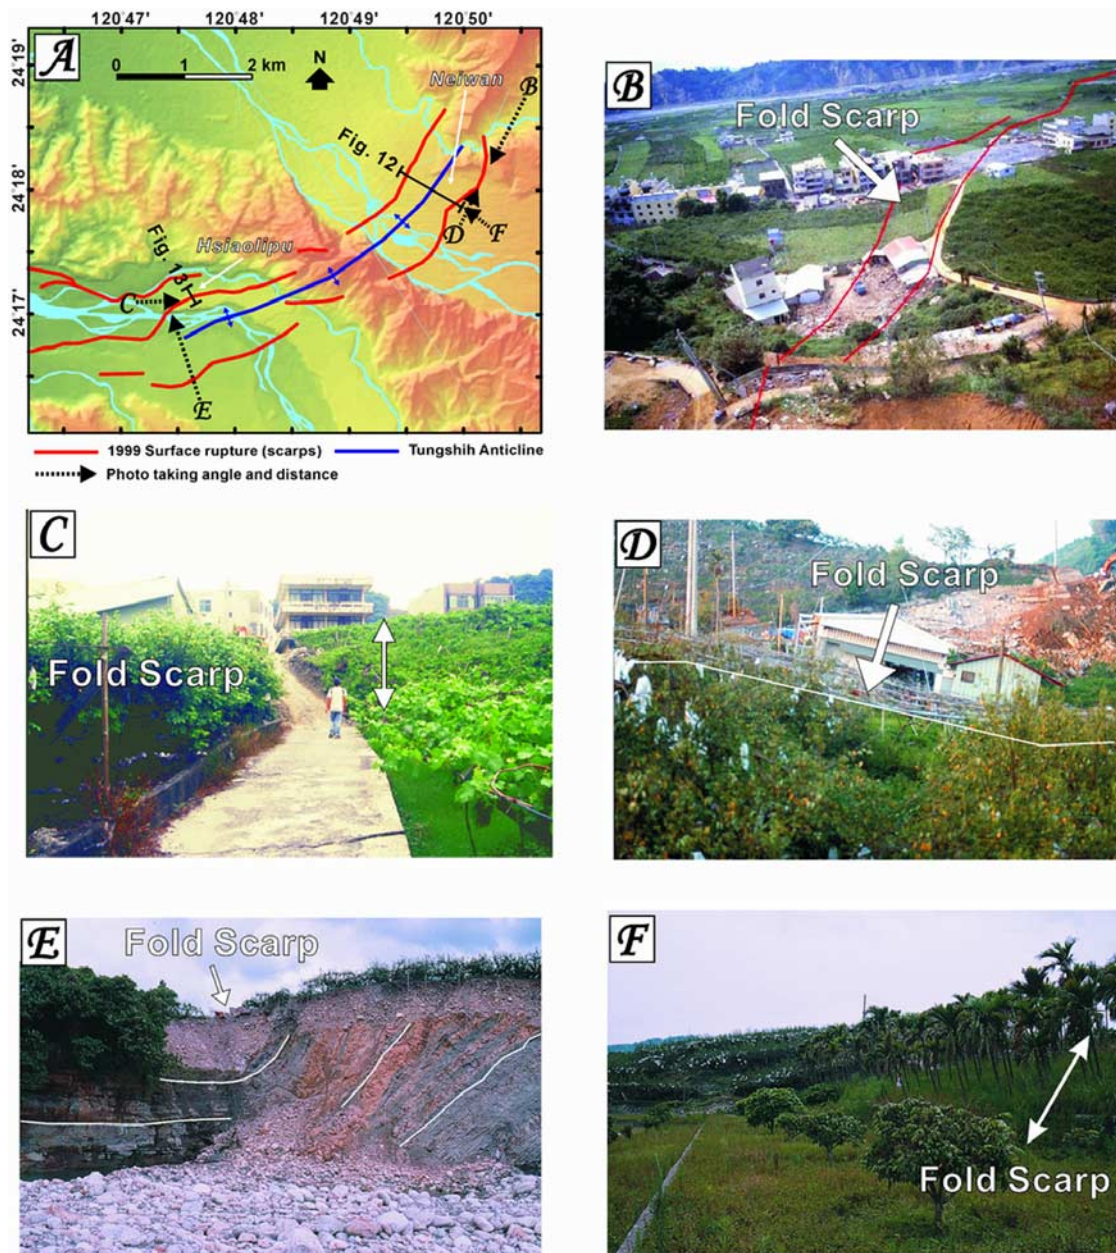 120°47' 120°48' 120°49' 120°50'
24°19'
24°18'
24°17'
A
0 1 2 km
N
Neiwan
B
Fig. 12
D
F
Hsiaolipu
Fig. 13
C
E
1999 Surface rupture (scarps) Tungshih Anticline
Photo taking angle and distance
B
Fold Scarp
C
Fold Scarp
D
Fold Scarp
E
Fold Scarp
F
Fold Scarp